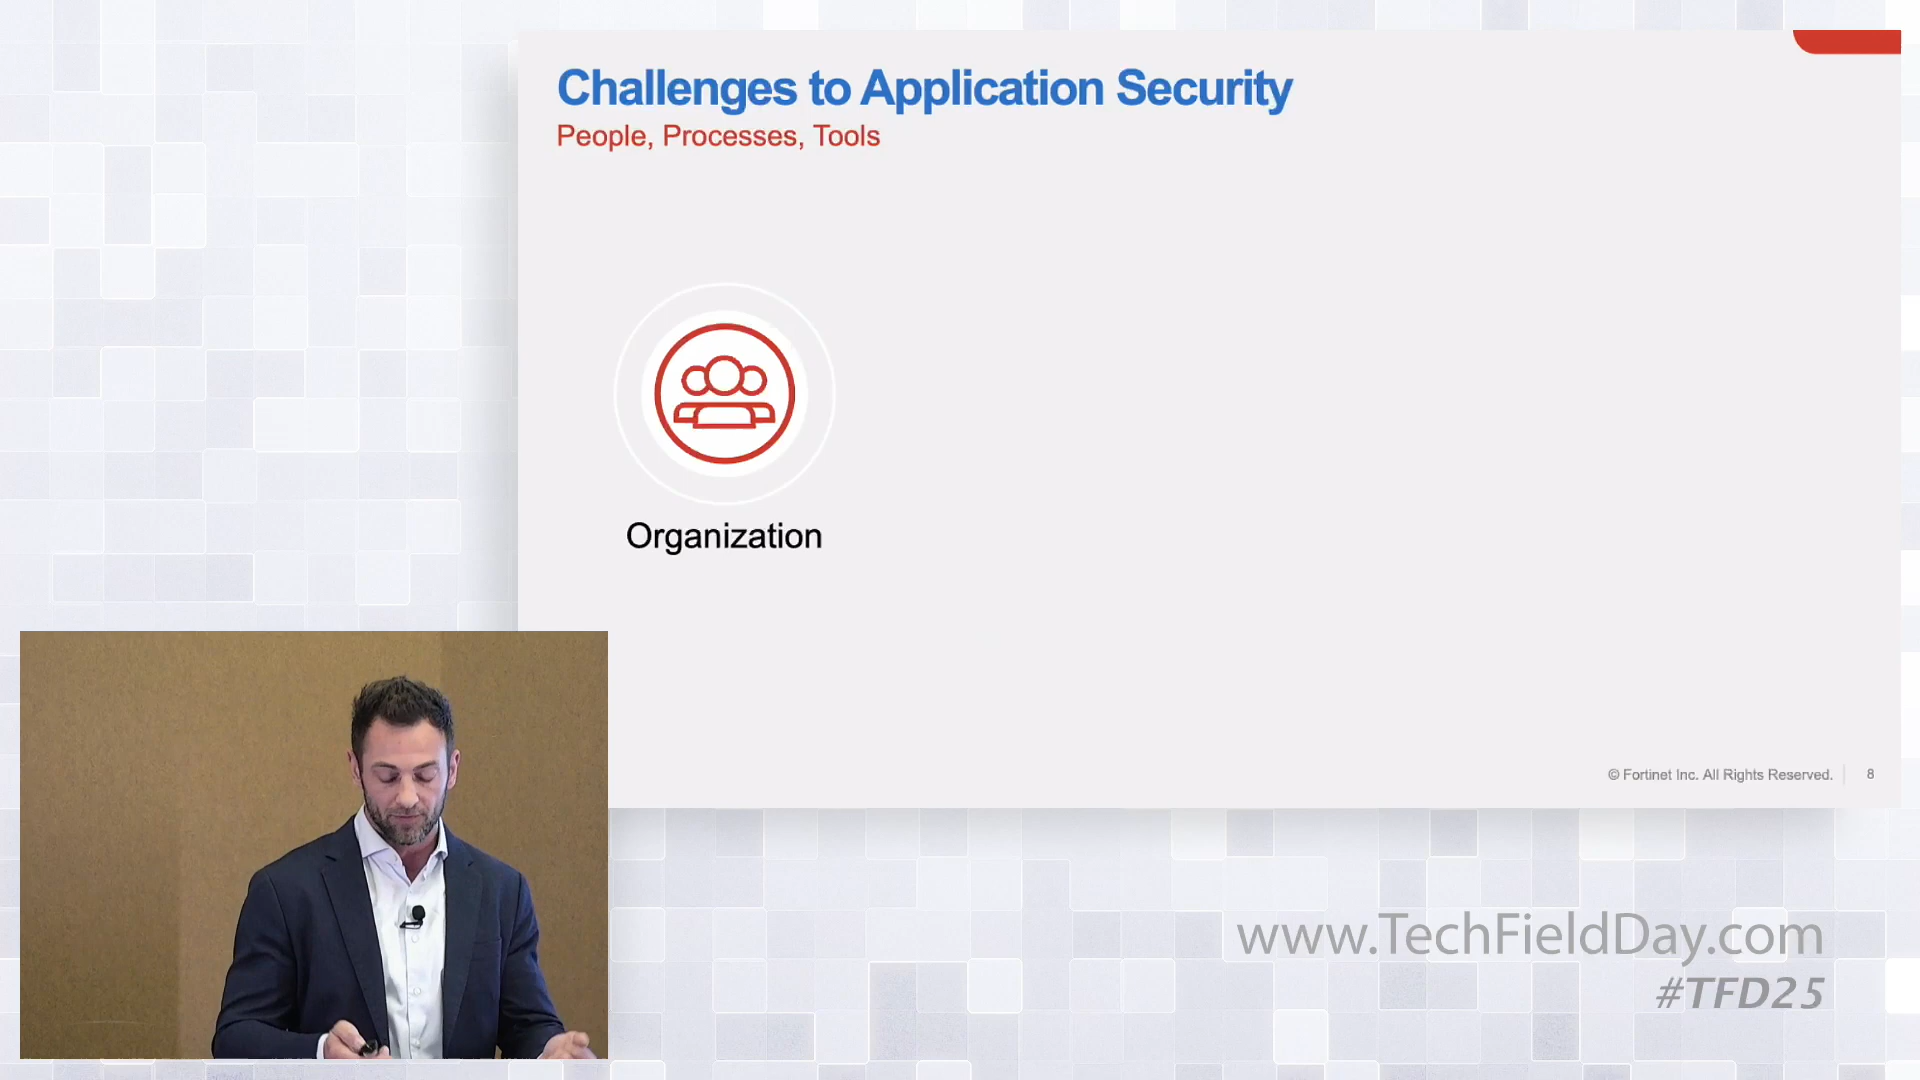 Challenges to Application Security
People, Processes, Tools
Organization
© Fortinet Inc. All Rights Reserved.
8
www.TechFieldDay.com
#TFD25